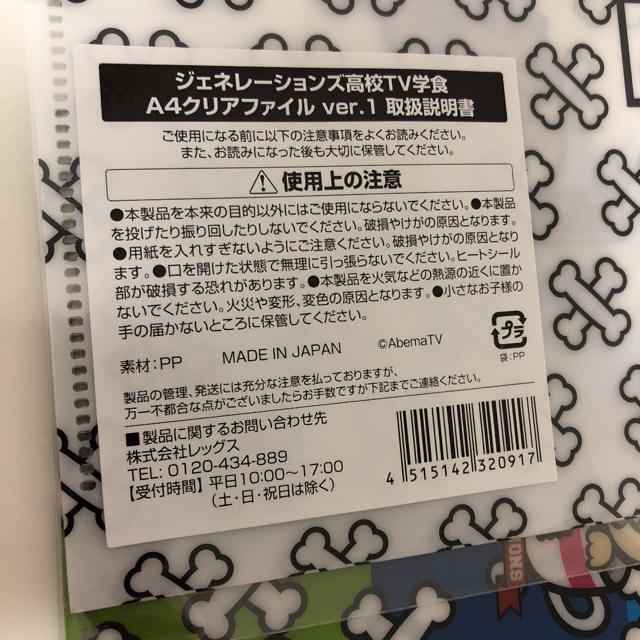 ジェネレーションズ高校TV学食
A4クリアファイル ver.1 取扱説明書
ご使用になる前に以下の注意事項をよくお読みください。
また、お読みになった後も大切に保管してください。
⚠使用上の注意
●本製品を本来の目的以外にはご使用にならないでください。●本製品
を投げたり振り回したりしないでください。破損やけがの原因となります。
●用紙を入れすぎないようにご注意ください。破損やけがの原因となり
ます。●口を開けた状態で無理に引っ張らないでください。ヒートシール
部が破損する恐れがあります。●本製品を火気などの熱源の近くに置か
ないでください。火災や変形、変色の原因となります。●小さなお子様の
手の届かないところに保管してください。
素材:PP MADE IN JAPAN ©AbemaTV
プラ
袋:PP
製品の管理、発送には充分な注意を払っておりますが、
万一不都合な点がございましたらお手数ですが下記までご連絡ください。
■製品に関するお問い合わせ先
株式会社レッグス
TEL: 0120-434-889
【受付時間】平日10:00〜17:00
(土・日・祝日は除く)
4 515142 320917
IONS